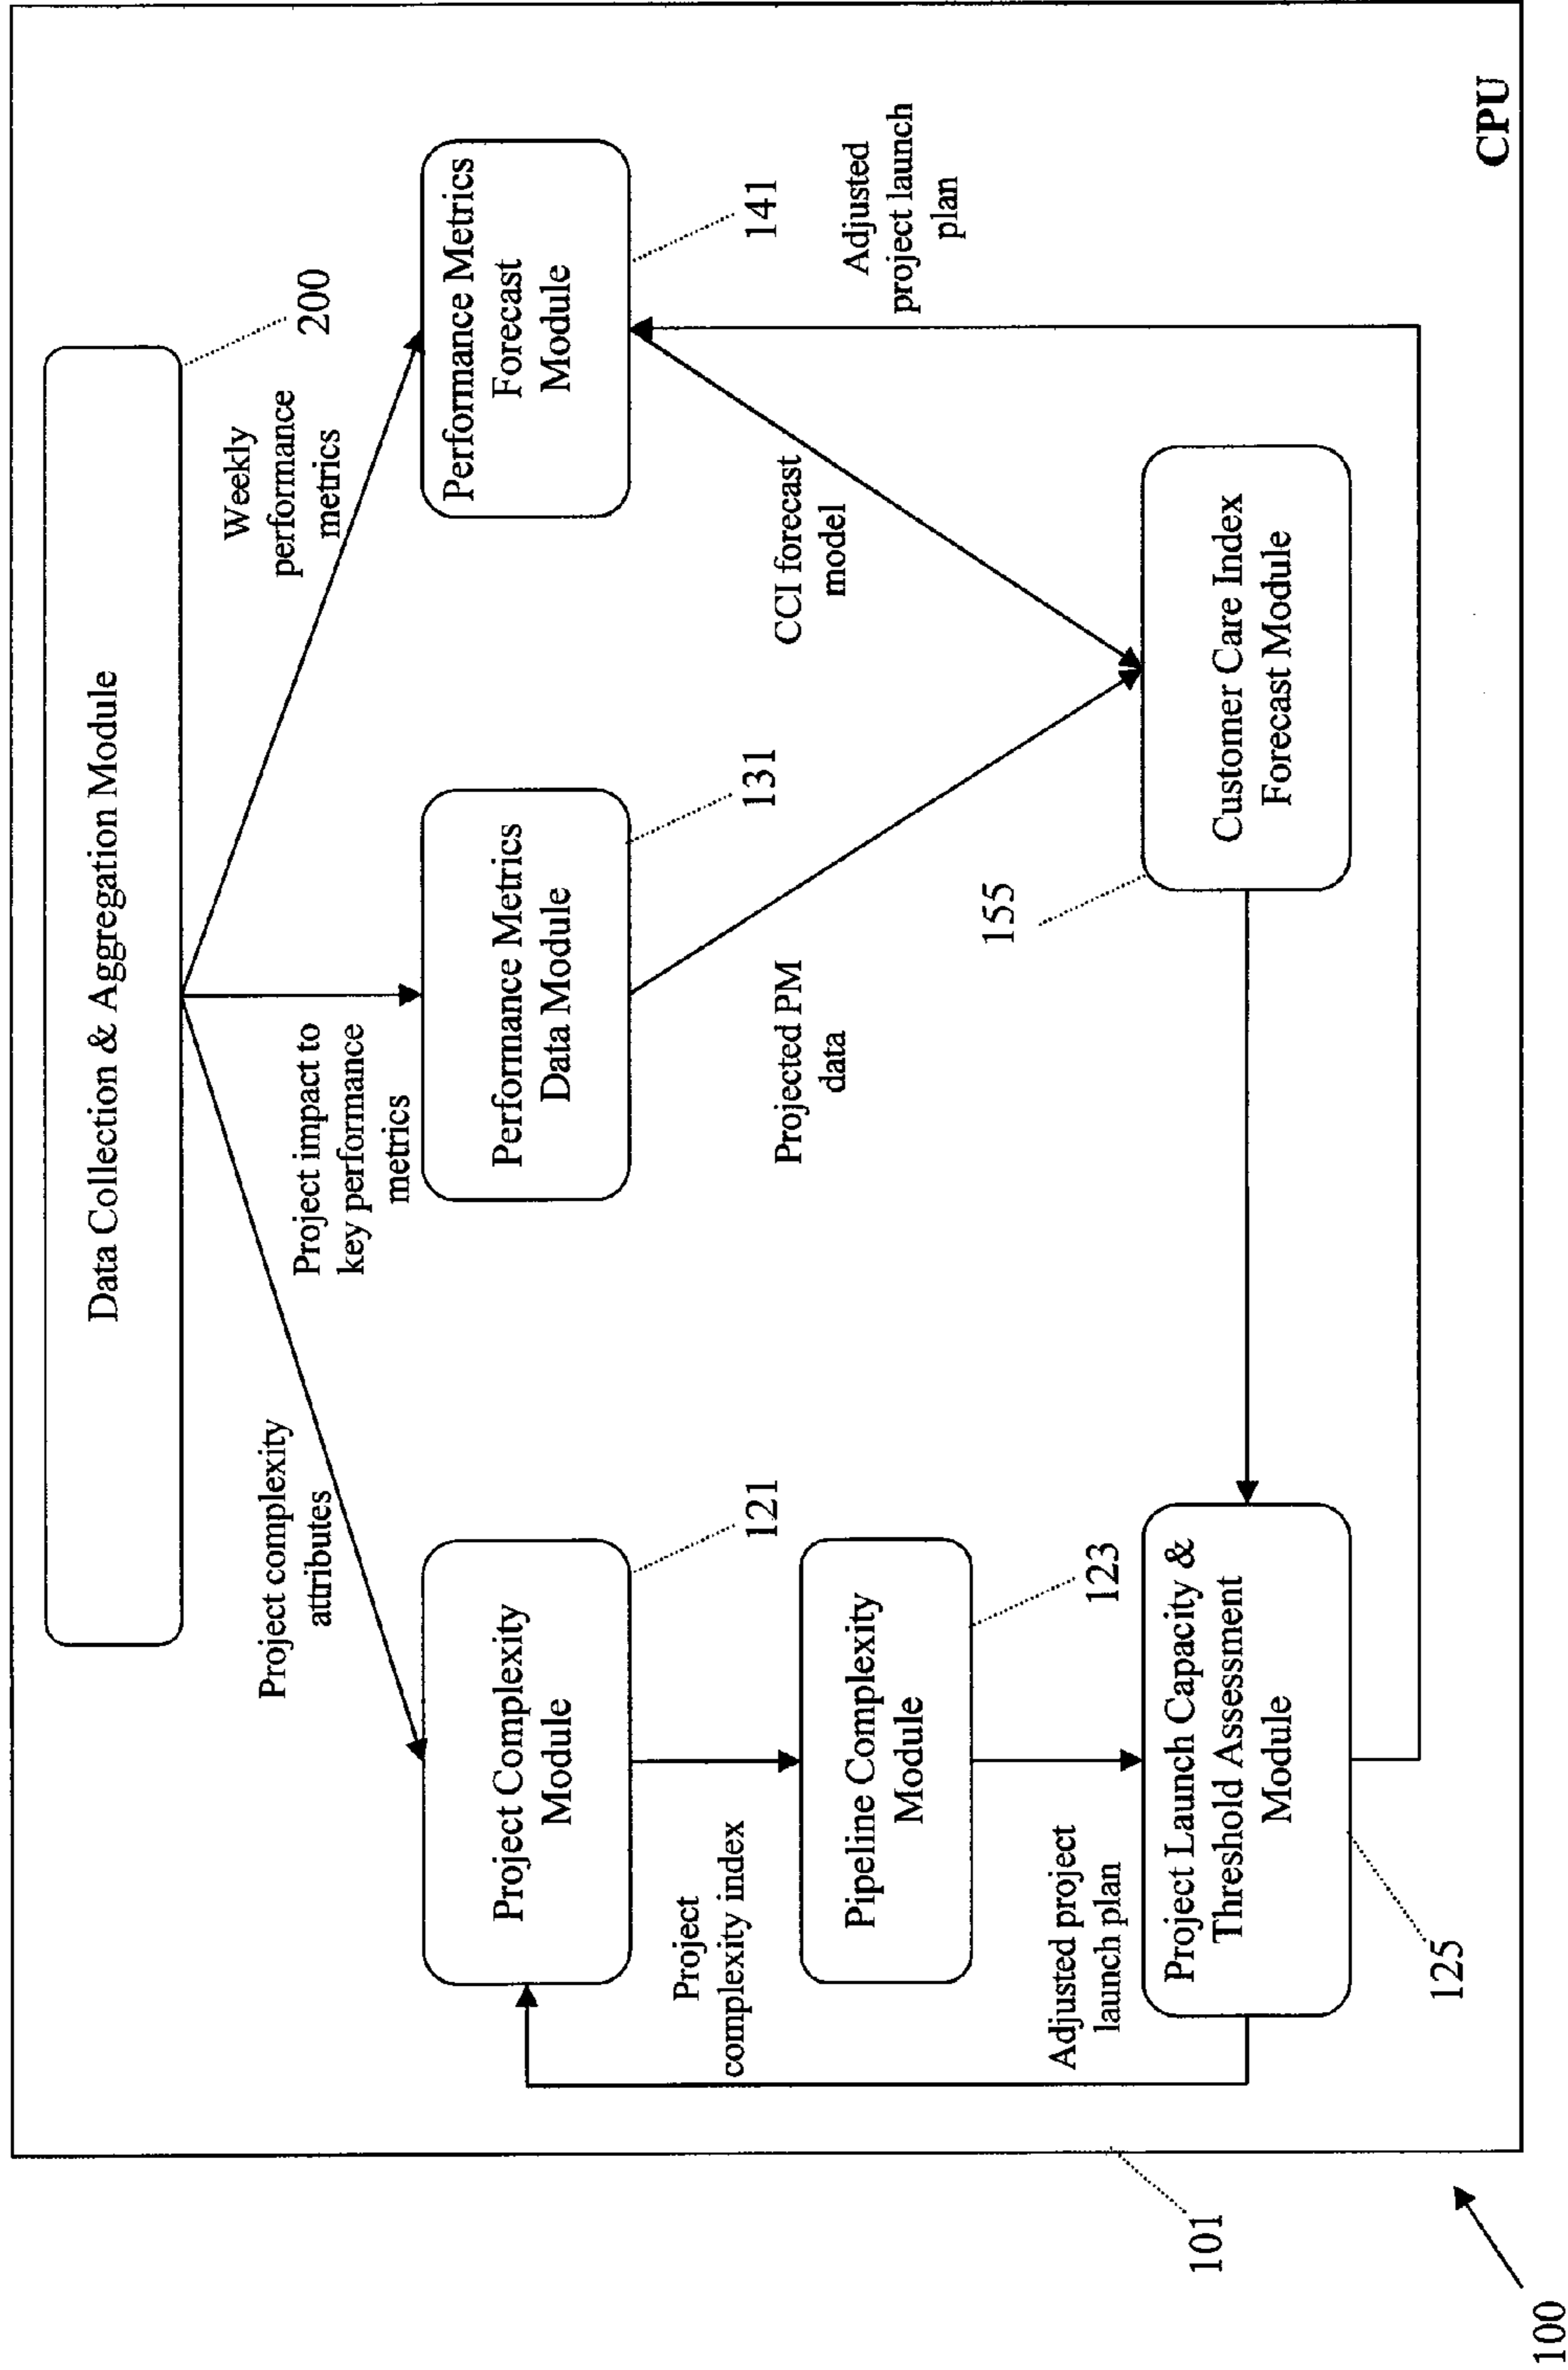 Data Collection & Aggregation Module
200
Project complexity
attributes
Project impact to
key performance
metrics
Weekly
performance
metrics
Project Complexity
Module
121
Performance Metrics
Data Module
131
Performance Metrics
Forecast
Module
141
Project
complexity index
Projected PM
data
CCI forecast
model
Adjusted
project launch
plan
Pipeline Complexity
Module
123
Adjusted project
launch plan
155
Project Launch Capacity &
Threshold Assessment
Module
125
Customer Care Index
Forecast Module
101
CPU
100